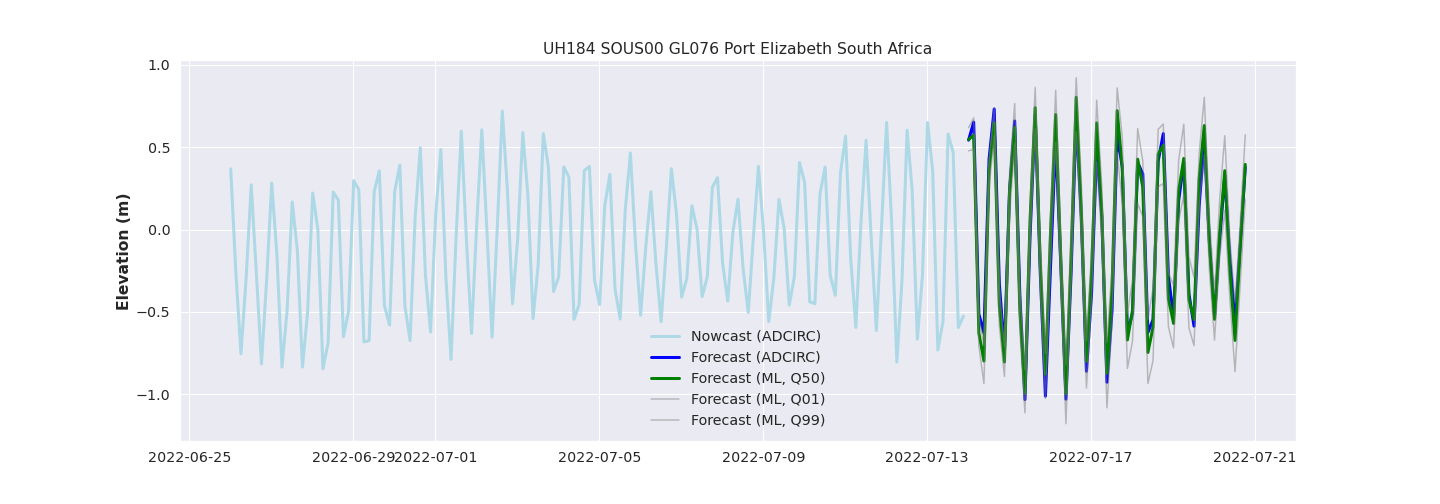 UH184 SOUS00 GL076 Port Elizabeth South Africa
Elevation (m)
1.0
0.5
0.0
−0.5
−1.0
Nowcast (ADCIRC)
Forecast (ADCIRC)
Forecast (ML, Q50)
Forecast (ML, Q01)
Forecast (ML, Q99)
2022-06-25 2022-06-29 2022-07-01 2022-07-05 2022-07-09 2022-07-13 2022-07-17 2022-07-21